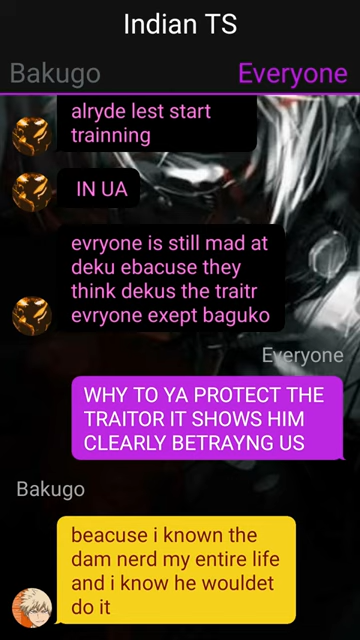 Indian TS
Bakugo Everyone
alryde lest start
trainning
IN UA
evryone is still mad at
deku ebacuse they
think dekus the traitr
evryone exept baguko
Everyone
WHY TO YA PROTECT THE
TRAITOR IT SHOWS HIM
CLEARLY BETRAYNG US
Bakugo
beacuse i known the
dam nerd my entire life
and i know he wouldet
do it